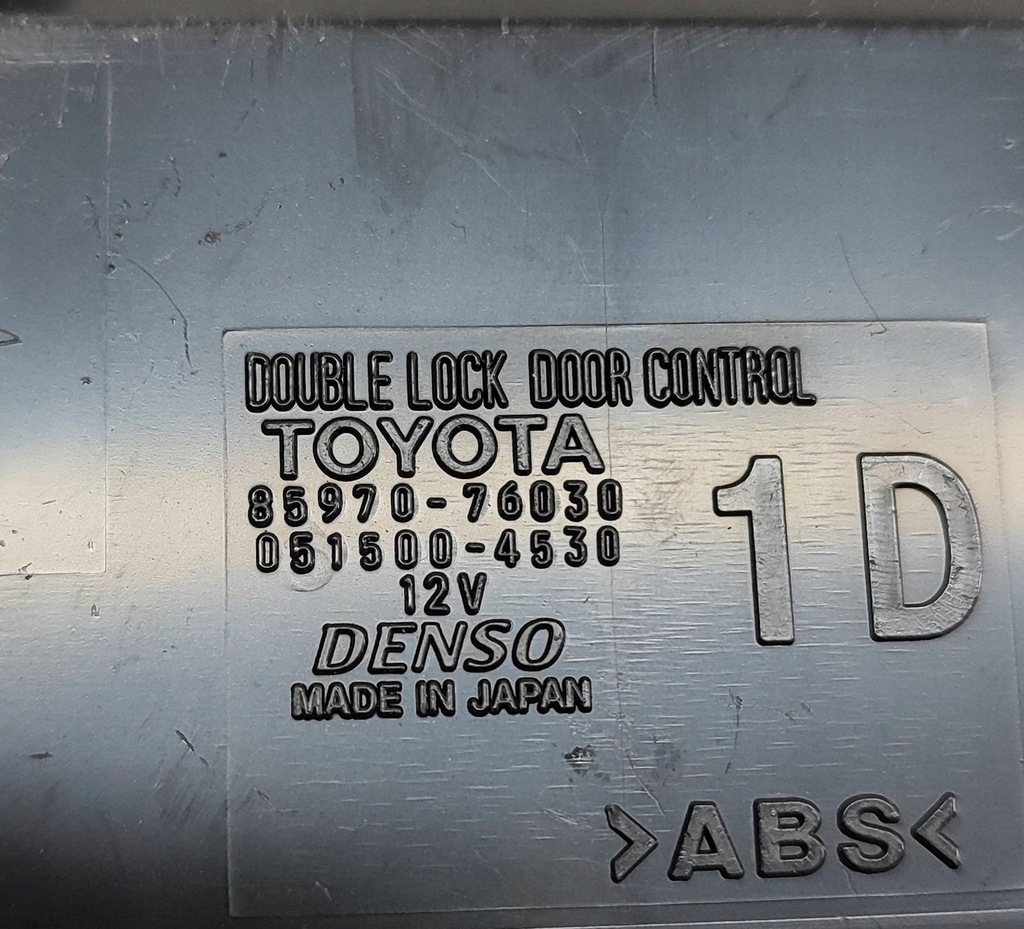 DOUBLE LOCK DOOR CONTROL
TOYOTA
85970-76030
051500-4530
12V
DENSO
MADE IN JAPAN
1D
>ABS<